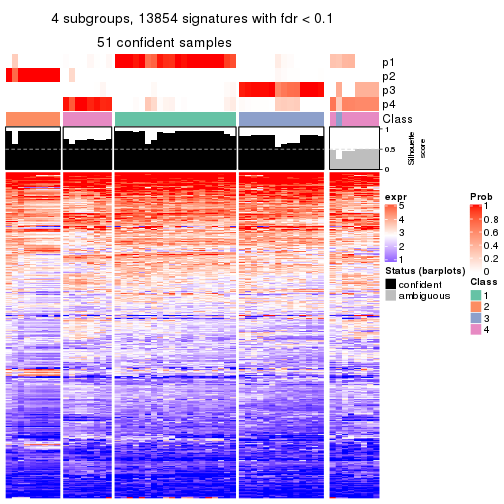 4 subgroups, 13854 signatures with fdr < 0.1
51 confident samples
p1
p2
p3
p4
Class
1
0.5
0
Silhouette
score
expr
5
4
3
2
1
Status (barplots)
confident
ambiguous
Prob
1
0.8
0.6
0.4
0.2
0
Class
1
2
3
4